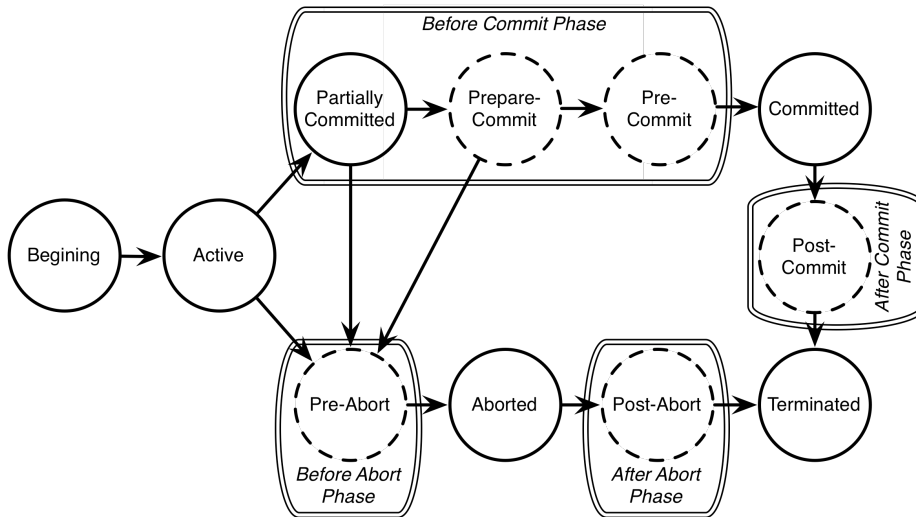 Before Commit Phase
Partially
Committed
Prepare-
Commit
Pre-
Commit
Committed
Begining
Active
Post-
Commit
After Commit
Phase
Pre-Abort
Aborted
Post-Abort
Terminated
Before Abort
Phase
After Abort
Phase